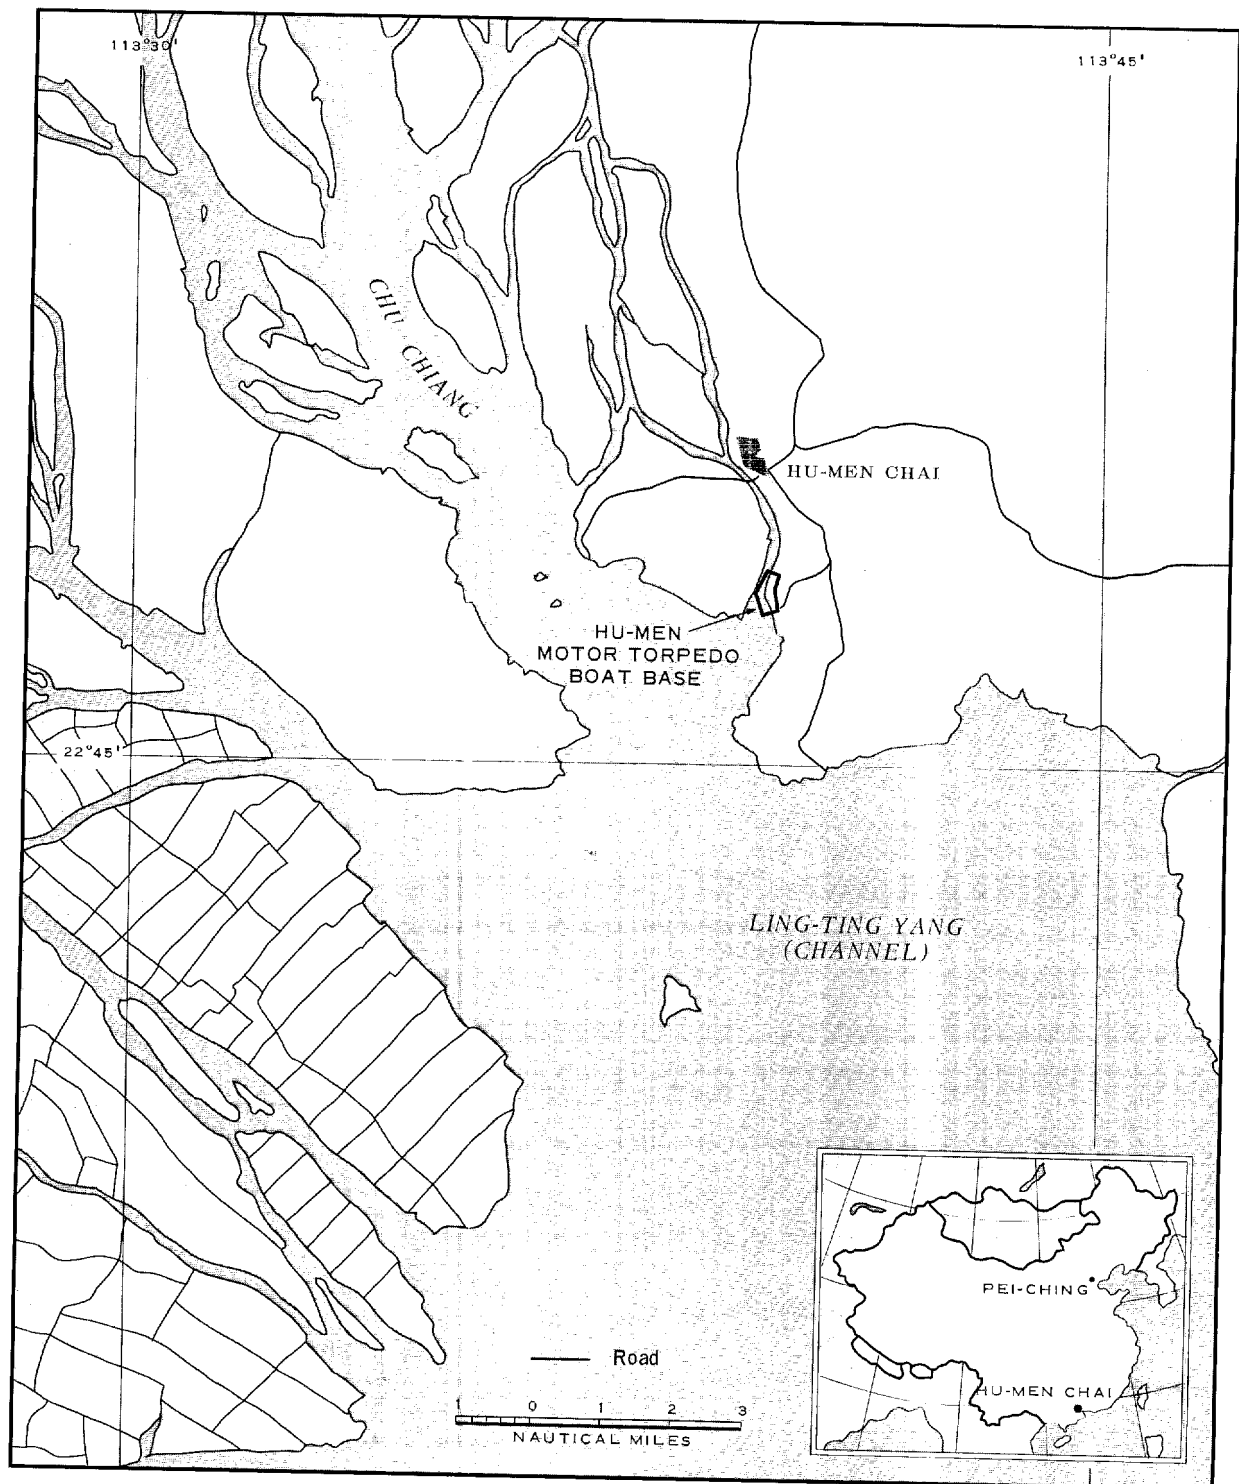 113°30'
113°45'
CHU CHIANG
HU-MEN CHAI
HU-MEN
MOTOR TORPEDO
BOAT BASE
22°45'
LING-TING YANG
(CHANNEL)
PEI-CHING
HU-MEN CHAI
Road
1 0 1 2 3
NAUTICAL MILES